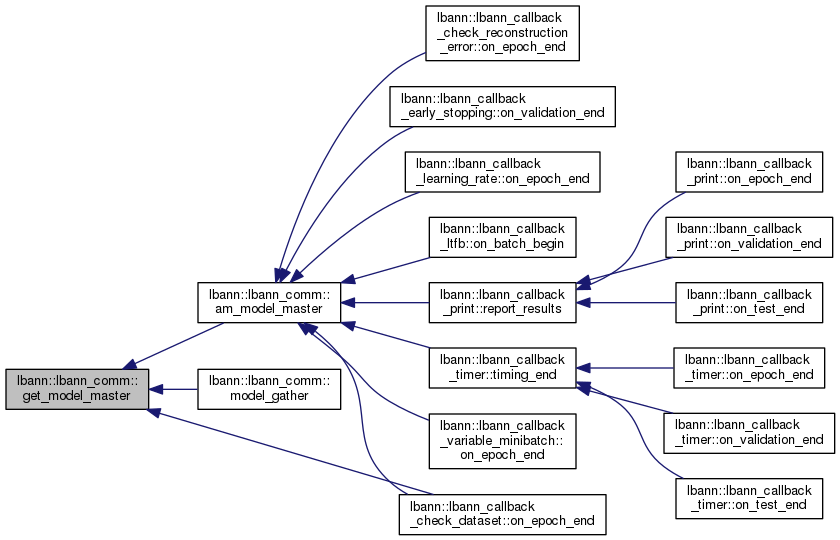 lbann::lbann_callback
_check_reconstruction
_error::on_epoch_end
lbann::lbann_callback
_early_stopping::on_validation_end
lbann::lbann_callback
_learning_rate::on_epoch_end
lbann::lbann_callback
_ltfb::on_batch_begin
lbann::lbann_callback
_print::on_epoch_end
lbann::lbann_callback
_print::on_validation_end
lbann::lbann_comm::
am_model_master
lbann::lbann_callback
_print::report_results
lbann::lbann_callback
_print::on_test_end
lbann::lbann_callback
_timer::timing_end
lbann::lbann_callback
_timer::on_epoch_end
lbann::lbann_comm::
get_model_master
lbann::lbann_comm::
model_gather
lbann::lbann_callback
_variable_minibatch::
on_epoch_end
lbann::lbann_callback
_timer::on_validation_end
lbann::lbann_callback
_check_dataset::on_epoch_end
lbann::lbann_callback
_timer::on_test_end